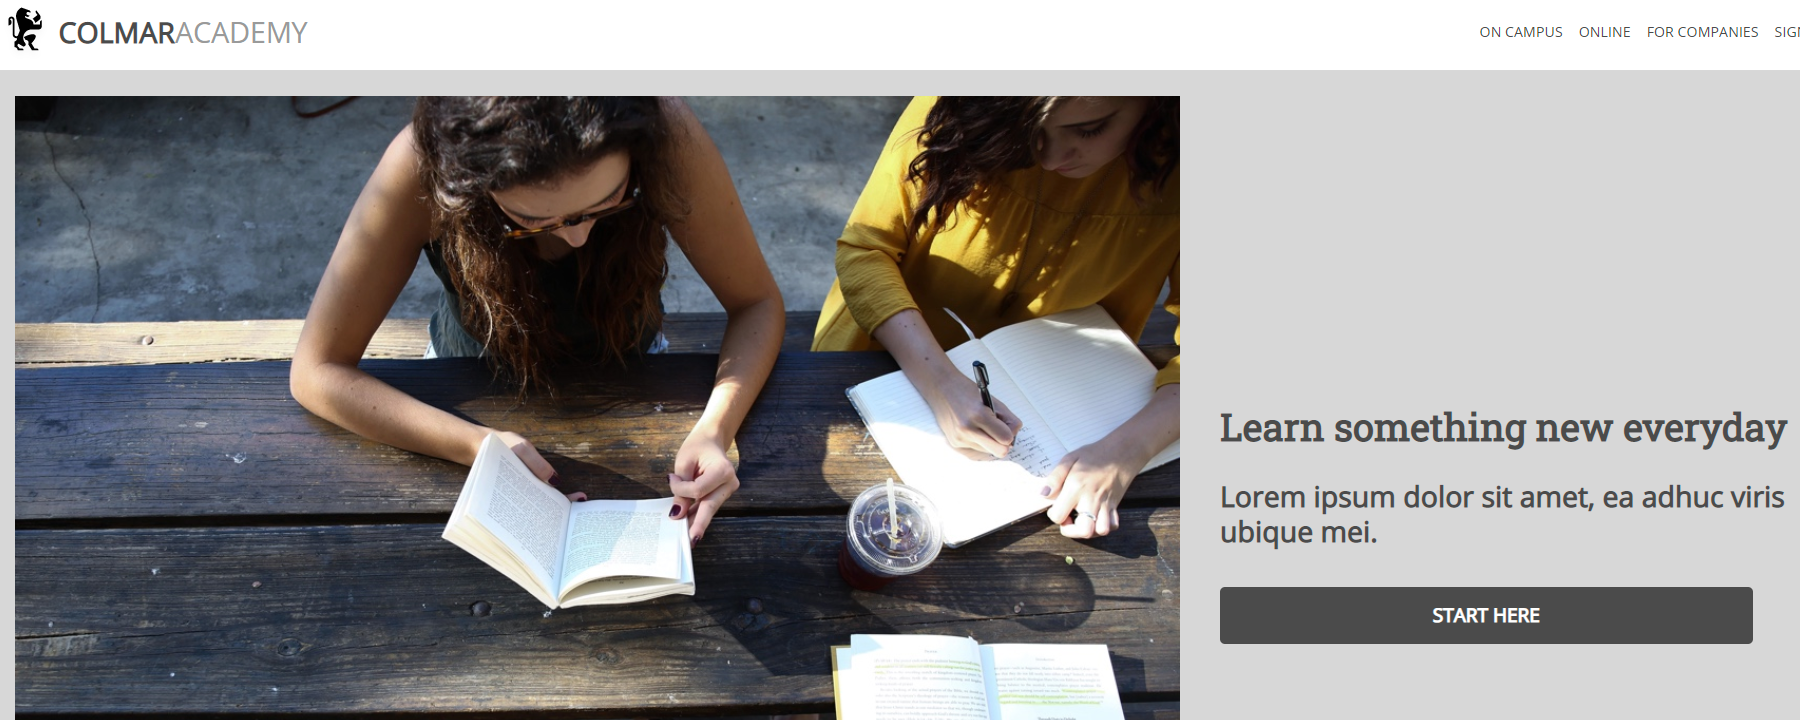 COLMARACADEMY
ON CAMPUS ONLINE FOR COMPANIES
Learn something new everyday
Lorem ipsum dolor sit amet, ea adhuc viris
ubique mei.
START HERE